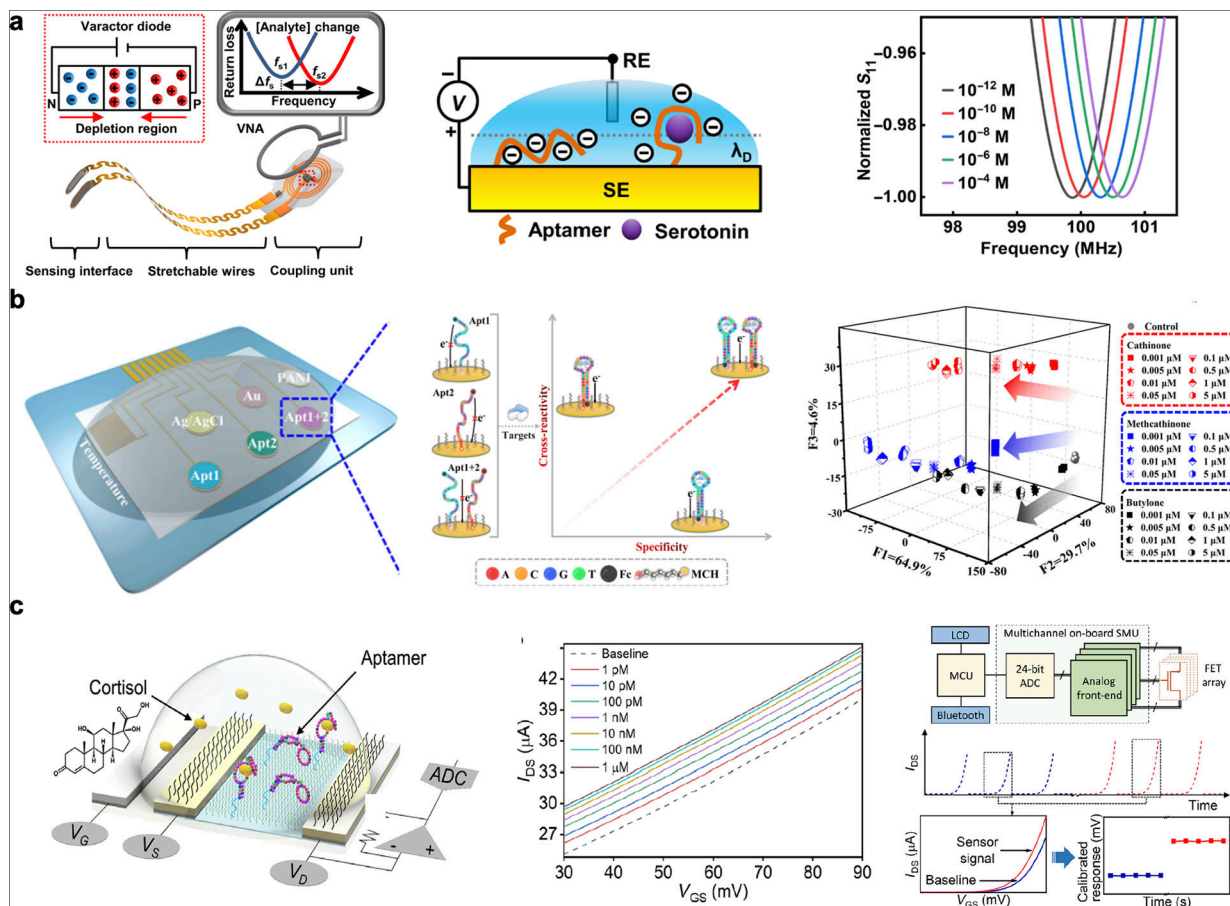 a
Varactor diode
N
P
Depletion region
[Analyte] change
Return loss
fs1
fs2
Δfs
Frequency
VNA
Sensing interface
Stretchable wires
Coupling unit
RE
−
V
+
λD
SE
Aptamer
Serotonin
Normalized S11
−0.96
−0.98
−1.00
10⁻¹² M
10⁻¹⁰ M
10⁻⁸ M
10⁻⁶ M
10⁻⁴ M
98
99
100
101
Frequency (MHz)
b
PANI
Au
Ag/AgCl
Apt1+2
Apt2
Apt1
Temperature
Apt1
e⁻
Apt2
e⁻
Apt1+2
e⁻
Targets
Cross-reactivity
e⁻
e⁻
e⁻
Specificity
A
C
G
T
Fc
MCH
F3=4.6%
30
15
0
-15
-30
-75
0
75
150
F1=64.9%
-80
-40
0
40
80
F2=29.7%
Control
Cathinone
0.001 μM
0.1 μM
0.005 μM
0.5 μM
0.01 μM
1 μM
0.05 μM
5 μM
Metheathinone
0.001 μM
0.1 μM
0.005 μM
0.5 μM
0.01 μM
1 μM
0.05 μM
5 μM
Butylone
0.001 μM
0.1 μM
0.005 μM
0.5 μM
0.01 μM
1 μM
0.05 μM
5 μM
c
Cortisol
Aptamer
O
OH
HO
OH
H
H
H
O
VG
VS
VD
ADC
-
+
IDS (μA)
42
39
36
33
30
27
Baseline
1 pM
10 pM
100 pM
1 nM
10 nM
100 nM
1 μM
30
40
50
60
70
80
90
VGS (mV)
LCD
MCU
Bluetooth
Multichannel on-board SMU
24-bit
ADC
Analog
front-end
FET
array
IDS
Time
IDS (μA)
Sensor
signal
Baseline
VGS (mV)
Calibrated
response (mV)
Time (s)